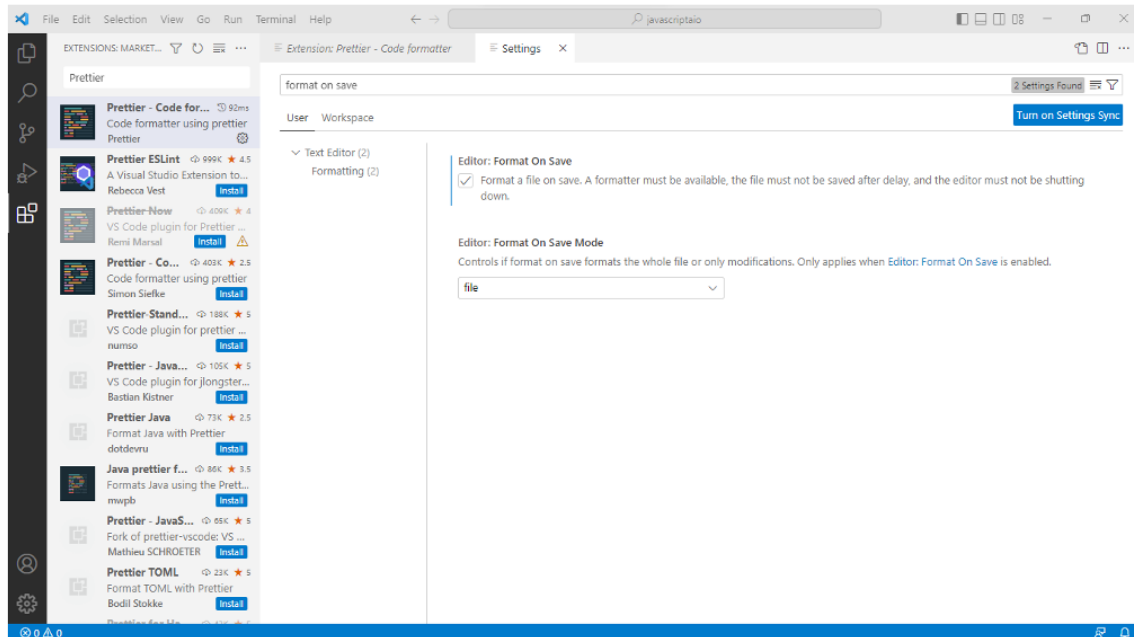 File Edit Selection View Go Run Terminal Help
javascriptaio
EXTENSIONS: MARKET...
Extension: Prettier - Code formatter
Settings
Prettier
format on save
2 Settings Found
User Workspace
Turn on Settings Sync
Prettier - Code for... 92ms
Code formatter using prettier
Prettier
Prettier ESLint 999K ★ 4.5
A Visual Studio Extension to...
Rebecca Vest Install
Prettier Now 409K ★ 4
VS Code plugin for Prettier ...
Remi Marsal Install
Prettier - Co... 403K ★ 2.5
Code formatter using prettier
Simon Siefke Install
Prettier-Stand... 188K ★ 5
VS Code plugin for prettier ...
numso Install
Prettier - Java... 105K ★ 5
VS Code plugin for jlongster...
Bastian Kistner Install
Prettier Java 73K ★ 2.5
Format Java with Prettier
dotdevru Install
Java prettier f... 86K ★ 3.5
Formats Java using the Prett...
mwpb Install
Prettier - JavaS... 65K ★ 5
Fork of prettier-vscode: VS ...
Mathieu SCHROETER Install
Prettier TOML 23K ★ 5
Format TOML with Prettier
Bodil Stokke Install
Text Editor (2)
Formatting (2)
Editor: Format On Save
Format a file on save. A formatter must be available, the file must not be saved after delay, and the editor must not be shutting
down.
Editor: Format On Save Mode
Controls if format on save formats the whole file or only modifications. Only applies when Editor: Format On Save is enabled.
file
0 0